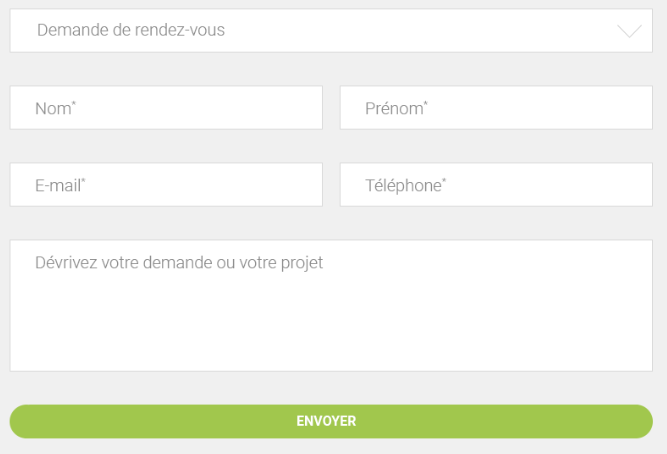 Demande de rendez-vous
Nom*
Prénom*
E-mail*
Téléphone*
Dévrivez votre demande ou votre projet
ENVOYER